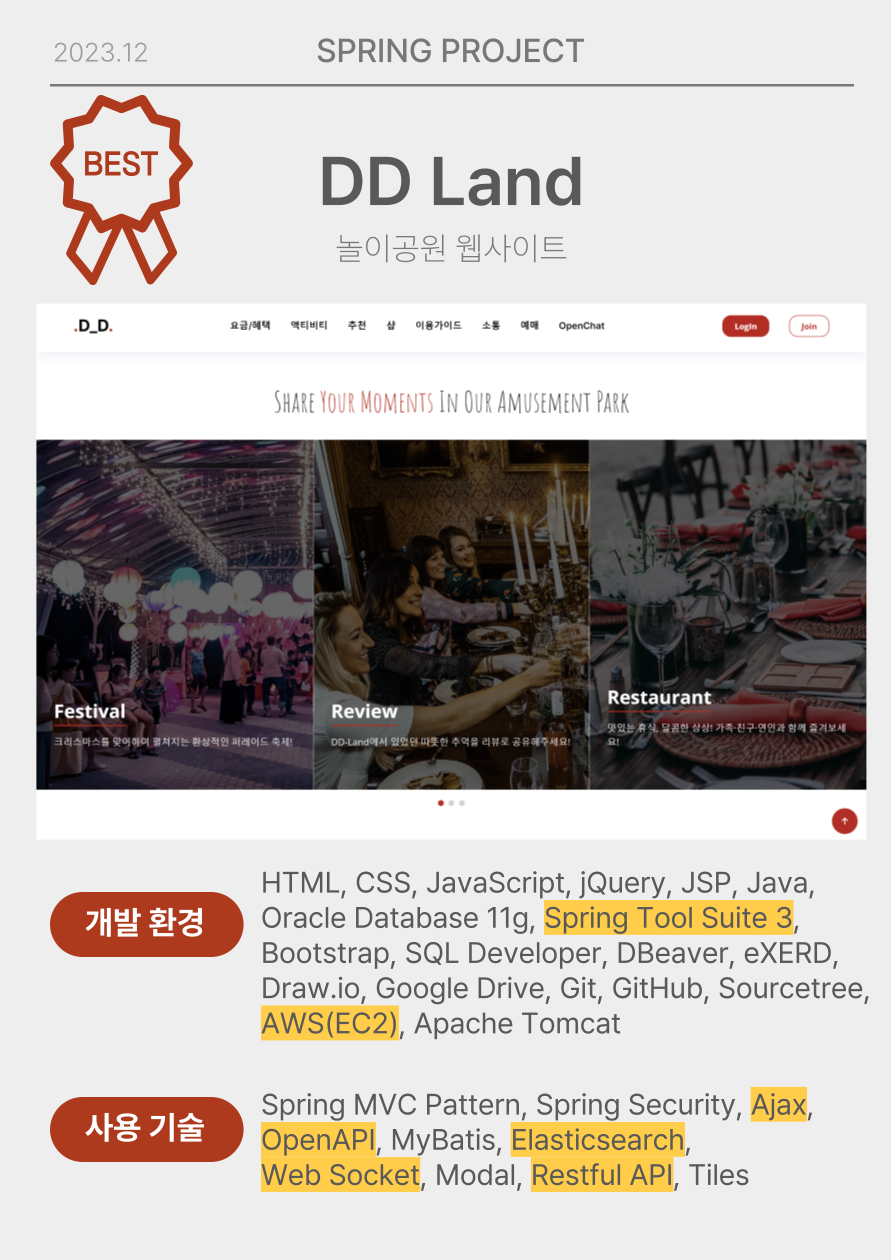 2023.12
SPRING PROJECT
BEST
DD Land
놀이공원 웹사이트
.D_D.
요금/혜택 액티비티 추천 샵 이용가이드 소통 예매 OpenChat
LogIn
Join
Share Your Moments In Our Amusement Park
Festival
크리스마스를 맞이하여 펼쳐지는 환상적인 퍼레이드 축제!
Review
DD-Land에서 있었던 따뜻한 추억을 리뷰로 공유해주세요!
Restaurant
맛있는 휴식, 달콤한 상상! 가족·친구·연인과 함께 즐겨보세
요!
개발 환경
HTML, CSS, JavaScript, jQuery, JSP, Java,
Oracle Database 11g, Spring Tool Suite 3,
Bootstrap, SQL Developer, DBeaver, eXERD,
Draw.io, Google Drive, Git, GitHub, Sourcetree,
AWS(EC2), Apache Tomcat
사용 기술
Spring MVC Pattern, Spring Security, Ajax,
OpenAPI, MyBatis, Elasticsearch,
Web Socket, Modal, Restful API, Tiles